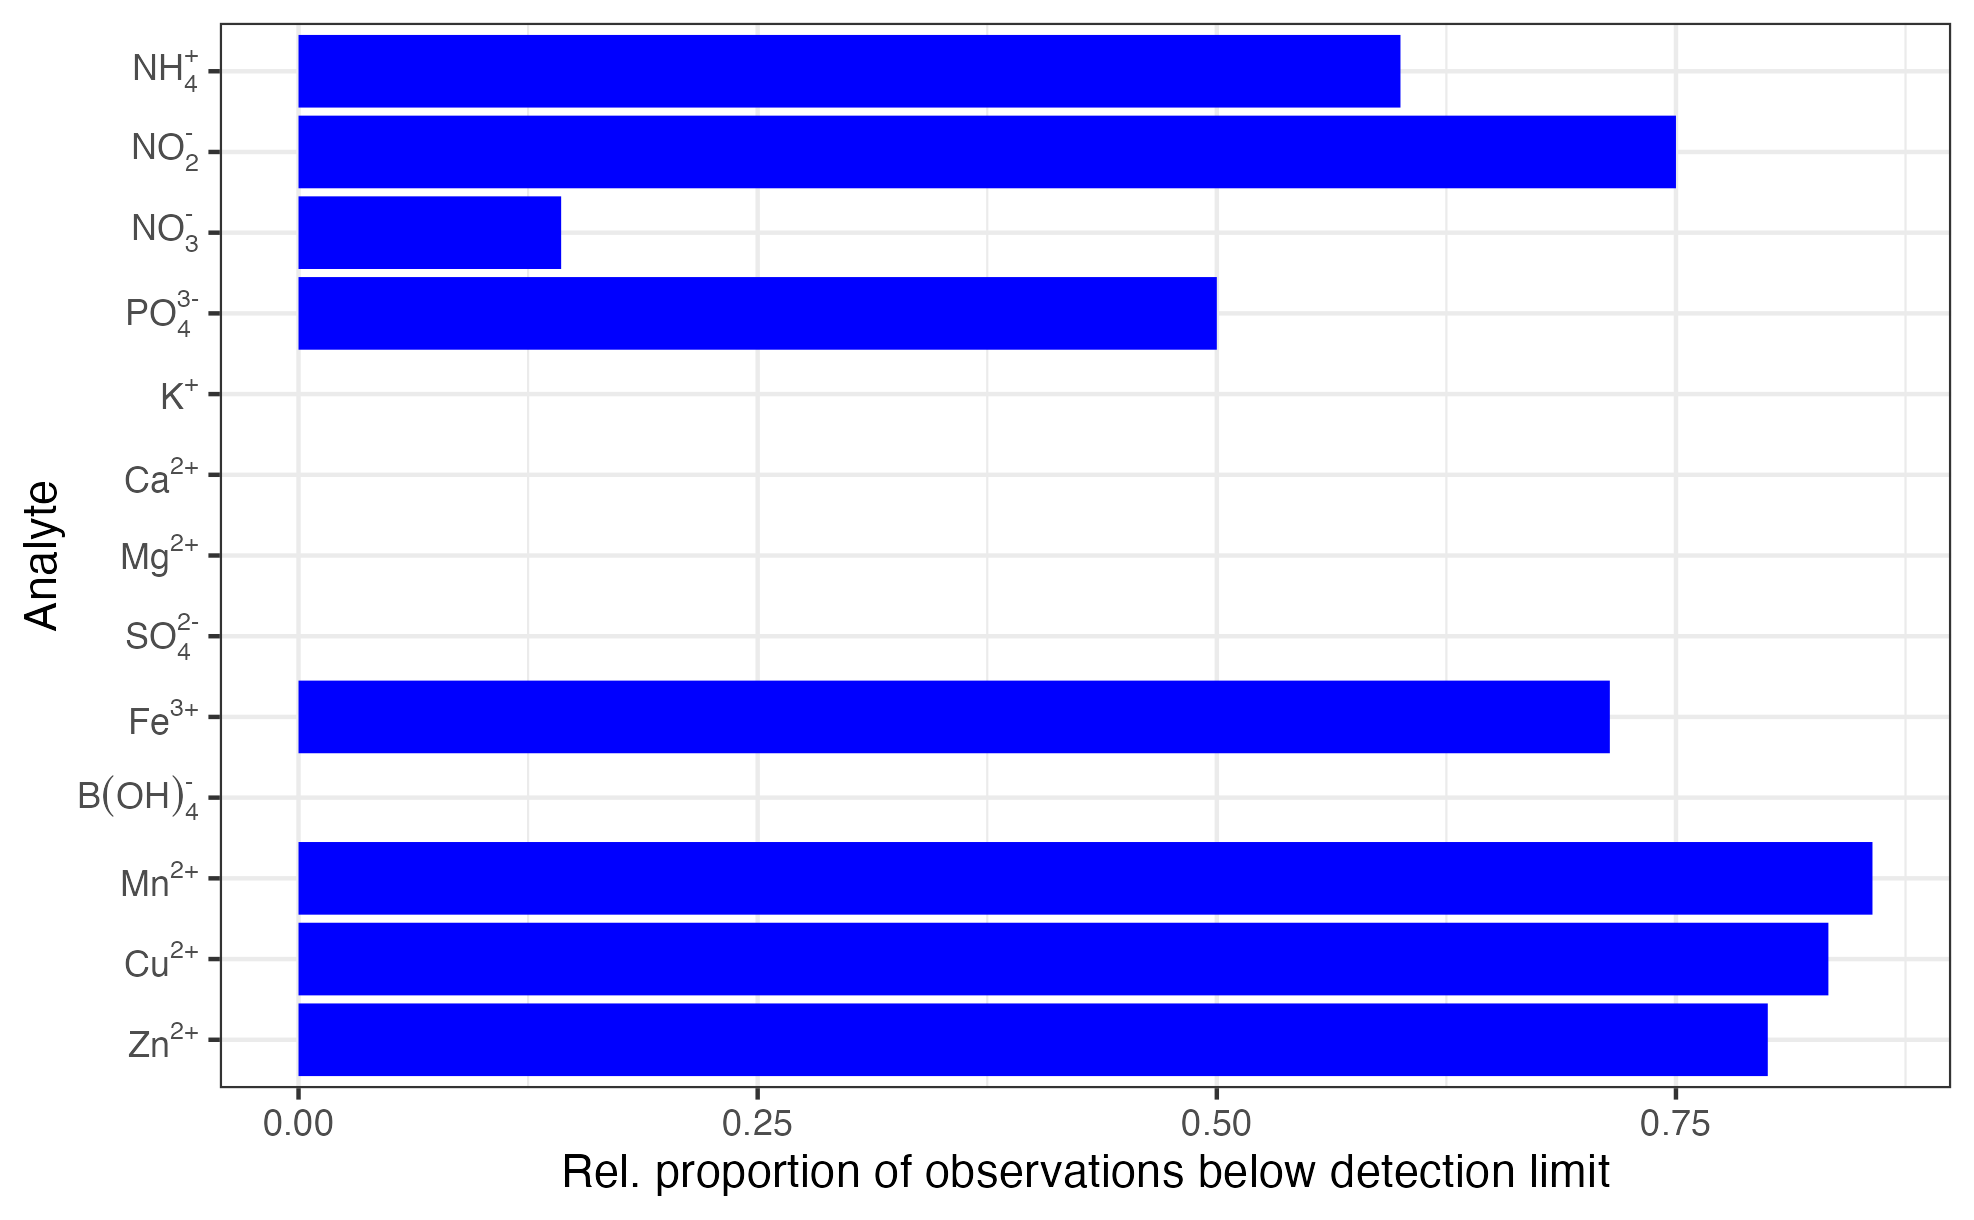 NH₄⁺
NO₂⁻
NO₃⁻
PO₄³⁻
K⁺
Ca²⁺
Mg²⁺
SO₄²⁻
Fe³⁺
B(OH)₄⁻
Mn²⁺
Cu²⁺
Zn²⁺
Analyte
0.00 0.25 0.50 0.75
Rel. proportion of observations below detection limit